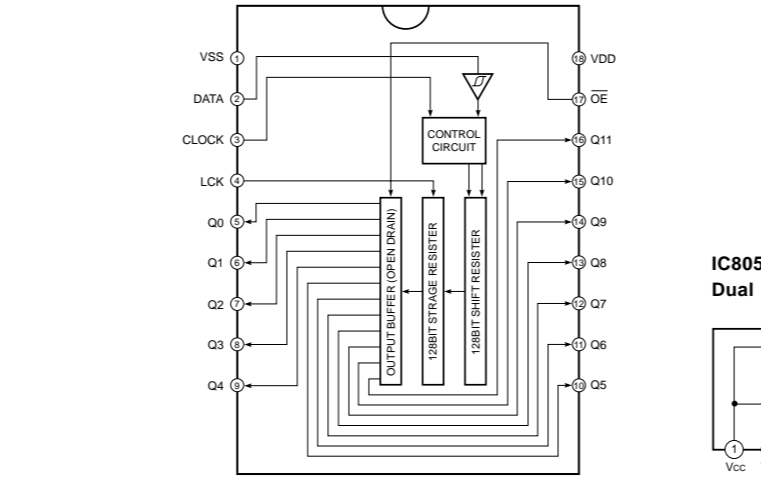 VSS 1
18 VDD
DATA 2
17 OE
CLOCK 3
CONTROL
CIRCUIT
16 Q11
LCK 4
15 Q10
Q0 5
14 Q9
Q1 6
13 Q8
Q2 7
12 Q7
Q3 8
11 Q6
Q4 9
10 Q5
OUTPUT BUFFER (OPEN DRAIN)
128BIT STRAGE RESISTER
128BIT SHIFT RESISTER
IC805
Dual
1
Vcc